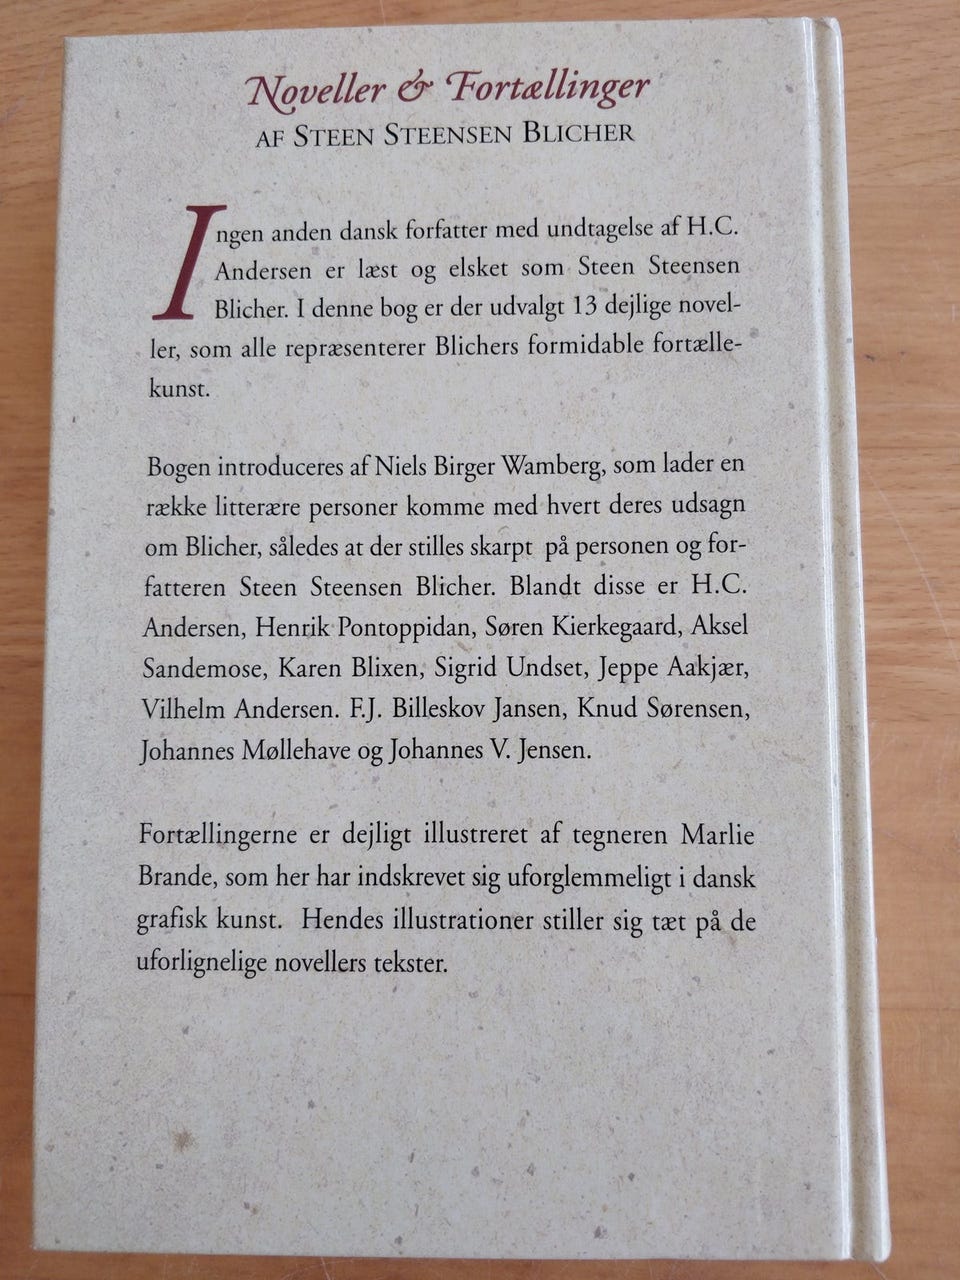 Noveller & Fortællinger
AF STEEN STEENSEN BLICHER
Ingen anden dansk forfatter med undtagelse af H.C.
Andersen er læst og elsket som Steen Steensen
Blicher. I denne bog er der udvalgt 13 dejlige novel-
ler, som alle repræsenterer Blichers formidable fortælle-
kunst.
Bogen introduceres af Niels Birger Wamberg, som lader en
række litterære personer komme med hvert deres udsagn
om Blicher, således at der stilles skarpt på personen og for-
fatteren Steen Steensen Blicher. Blandt disse er H.C.
Andersen, Henrik Pontoppidan, Søren Kierkegaard, Aksel
Sandemose, Karen Blixen, Sigrid Undset, Jeppe Aakjær,
Vilhelm Andersen. F.J. Billeskov Jansen, Knud Sørensen,
Johannes Møllehave og Johannes V. Jensen.
Fortællingerne er dejligt illustreret af tegneren Marlie
Brande, som her har indskrevet sig uforglemmeligt i dansk
grafisk kunst. Hendes illustrationer stiller sig tæt på de
uforlignelige novellers tekster.